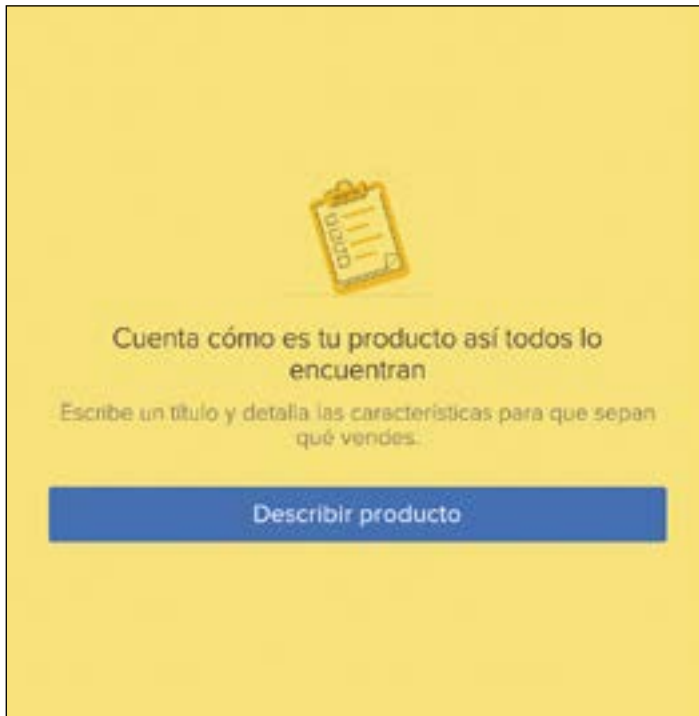 Cuenta cómo es tu producto así todos lo
encuentran
Escribe un título y detalla las características para que sepan
qué vendes.
Describir producto